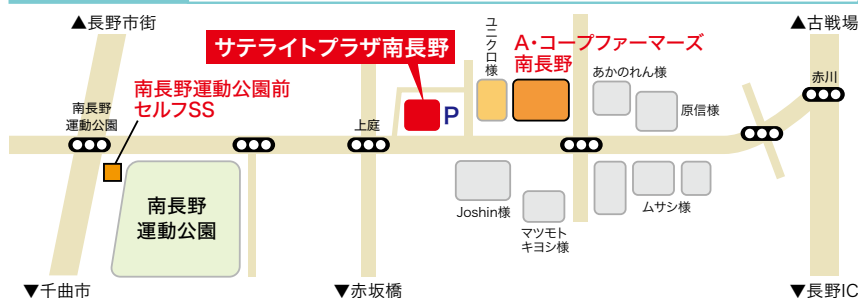 ▲長野市街
▲古戦場
サテライトプラザ南長野
ユニクロ様
A・コープファーマーズ
南長野
あかのれん様
赤川
南長野運動公園前
セルフSS
南長野
運動公園
上庭
P
原信様
南長野
運動公園
Joshin様
マツモト
キヨシ様
ムサシ様
▼千曲市
▼赤坂橋
▼長野IC